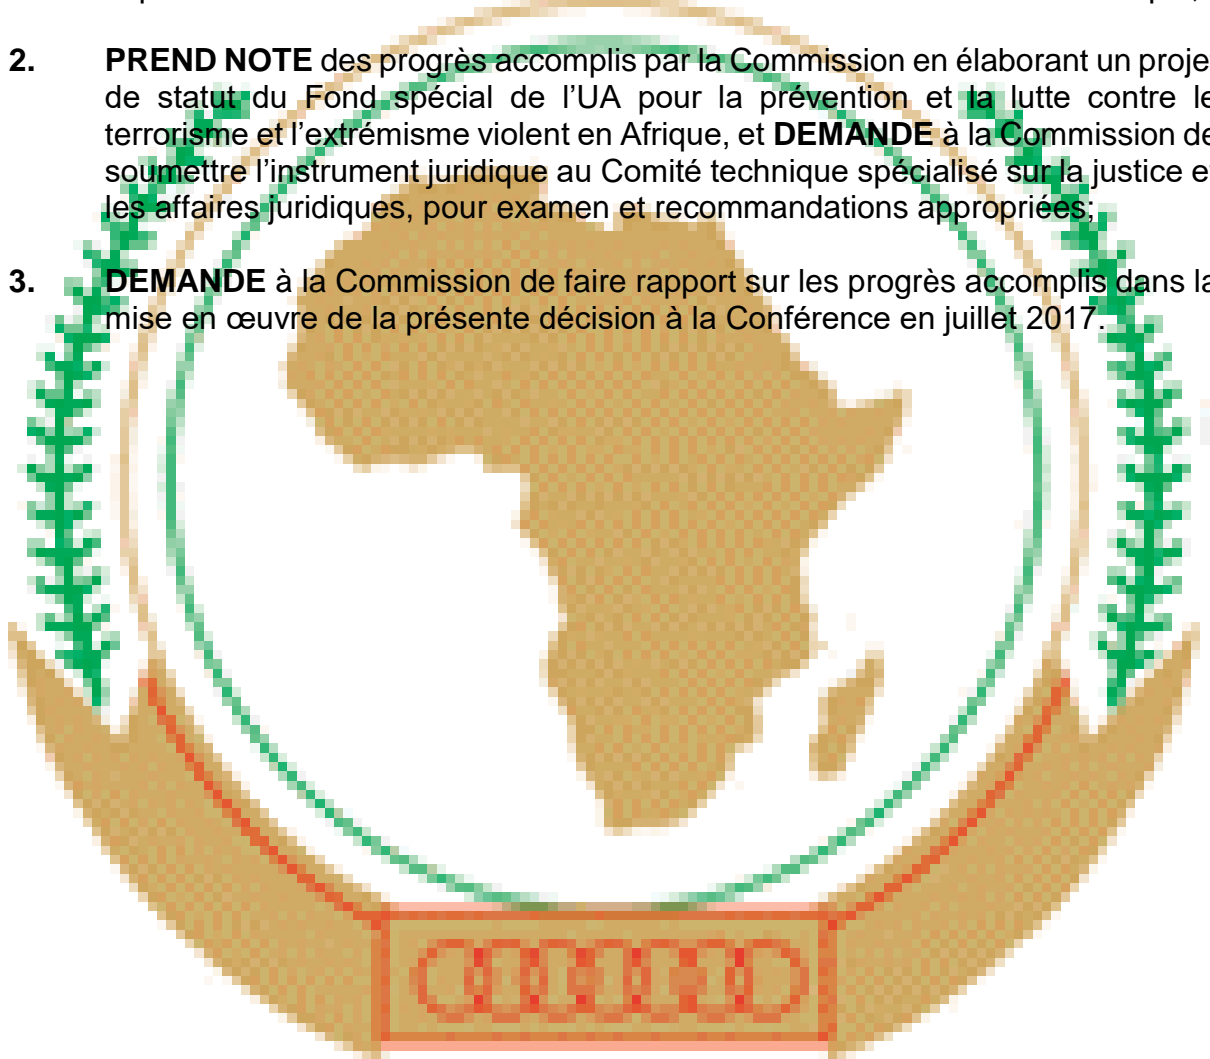 2. PREND NOTE des progrès accomplis par la Commission en élaborant un proje
de statut du Fond spécial de l’UA pour la prévention et la lutte contre le
terrorisme et l’extrémisme violent en Afrique, et DEMANDE à la Commission de
soumettre l’instrument juridique au Comité technique spécialisé sur la justice et
les affaires juridiques, pour examen et recommandations appropriées;
3. DEMANDE à la Commission de faire rapport sur les progrès accomplis dans la
mise en œuvre de la présente décision à la Conférence en juillet 2017.